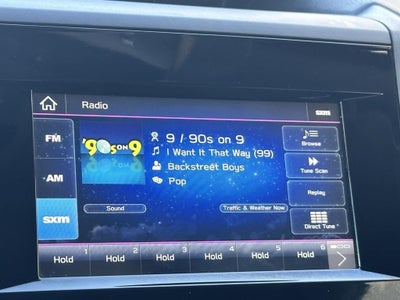 Radio
sxm
FM
AM
sxm
'90s ON 9
9 / 90s on 9
I Want It That Way (99)
Backstreet Boys
Pop
Sound
Traffic & Weather Now
Browse
Tune Scan
Replay
Direct Tune
1 2 3 4 5 6
Hold Hold Hold Hold Hold Hold